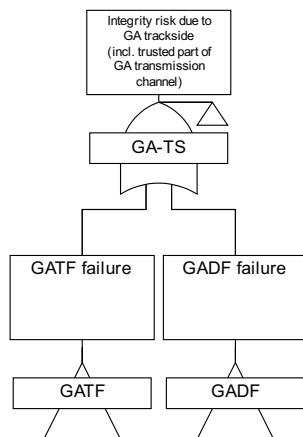 Integrity risk due to
GA trackside
(incl. trusted part of
GA transmission
channel)
GA-TS
GATF failure
GADF failure
GATF
GADF